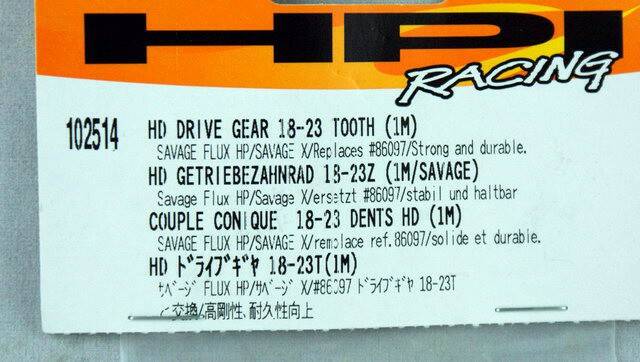 HPI
RACING
102514 HD DRIVE GEAR 18-23 TOOTH (1M)
SAVAGE FLUX HP/SAVAGE X/Replaces #86097/Strong and durable.
HD GETRIEBEZAHNRAD 18-23Z (1M/SAVAGE)
Savage Flux HP/Savage X/ersetzt #86097/stabil und haltbar
COUPLE CONIQUE 18-23 DENTS HD (1M)
SAVAGE FLUX HP/SAVAGE X/remplace ref.86097/solide et durable.
HD ドライブギヤ 18-23T(1M)
サベージ FLUX HP/サベージ X/#86097 ドライブギヤ 18-23T
と交換/高剛性､耐久性向上